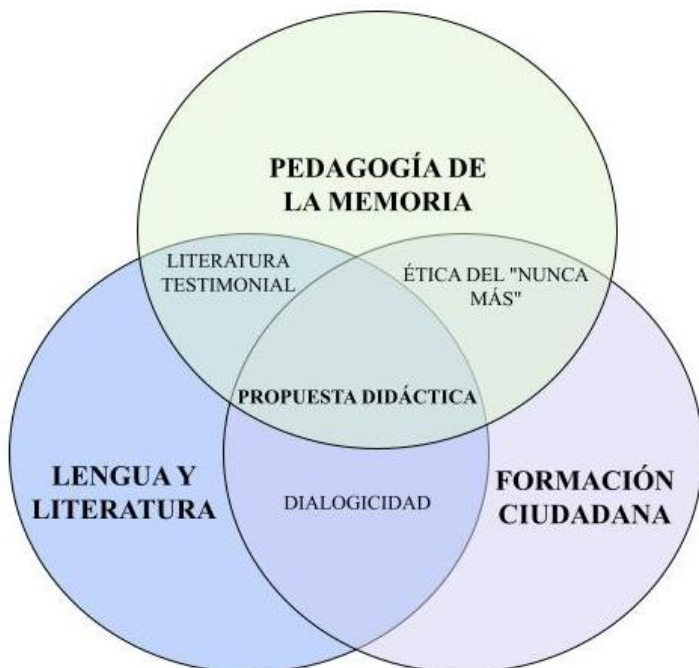 PEDAGOGÍA DE
LA MEMORIA
LITERATURA
TESTIMONIAL
ÉTICA DEL "NUNCA
MÁS"
PROPUESTA DIDÁCTICA
LENGUA Y
LITERATURA
DIALOGICIDAD
FORMACIÓN
CIUDADANA